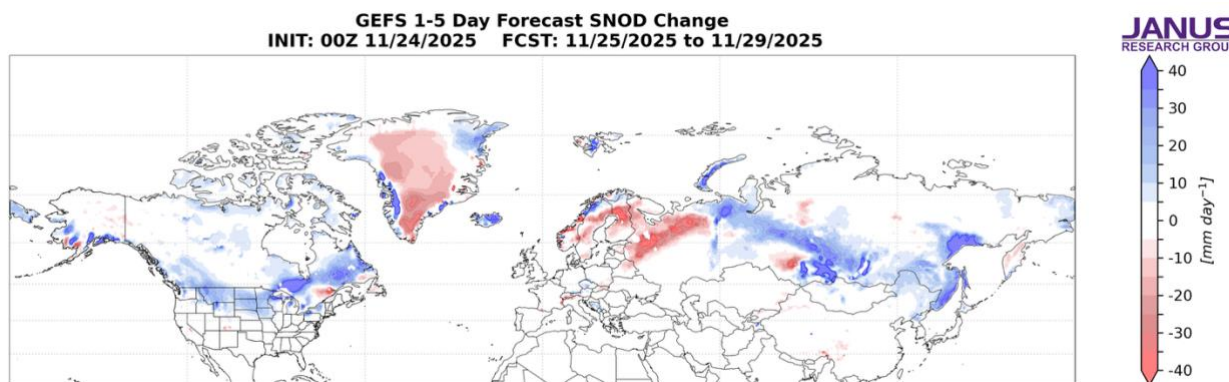 GEFS 1-5 Day Forecast SNOD Change
INIT: 00Z 11/24/2025 FCST: 11/25/2025 to 11/29/2025
JANUS
RESEARCH GROU
40
30
20
10
0
-10
-20
-30
-40
[mm day⁻¹]